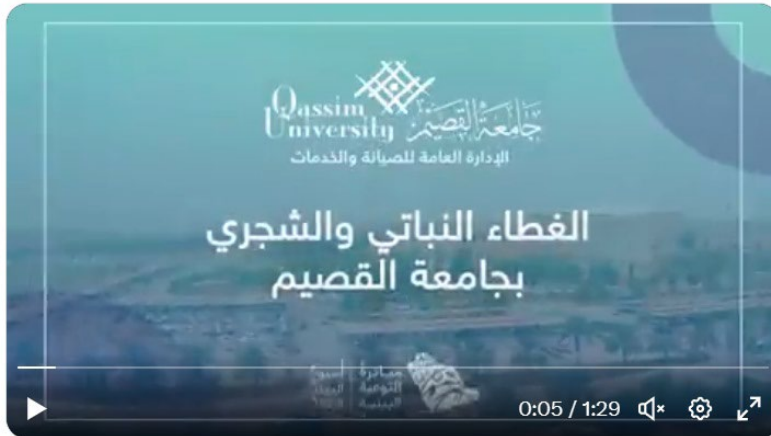 Qassim
University
جامعة القصيم
الإدارة العامة للصيانة والخدمات
الغطاء النباتي والشجري
بجامعة القصيم
0:05 / 1:29